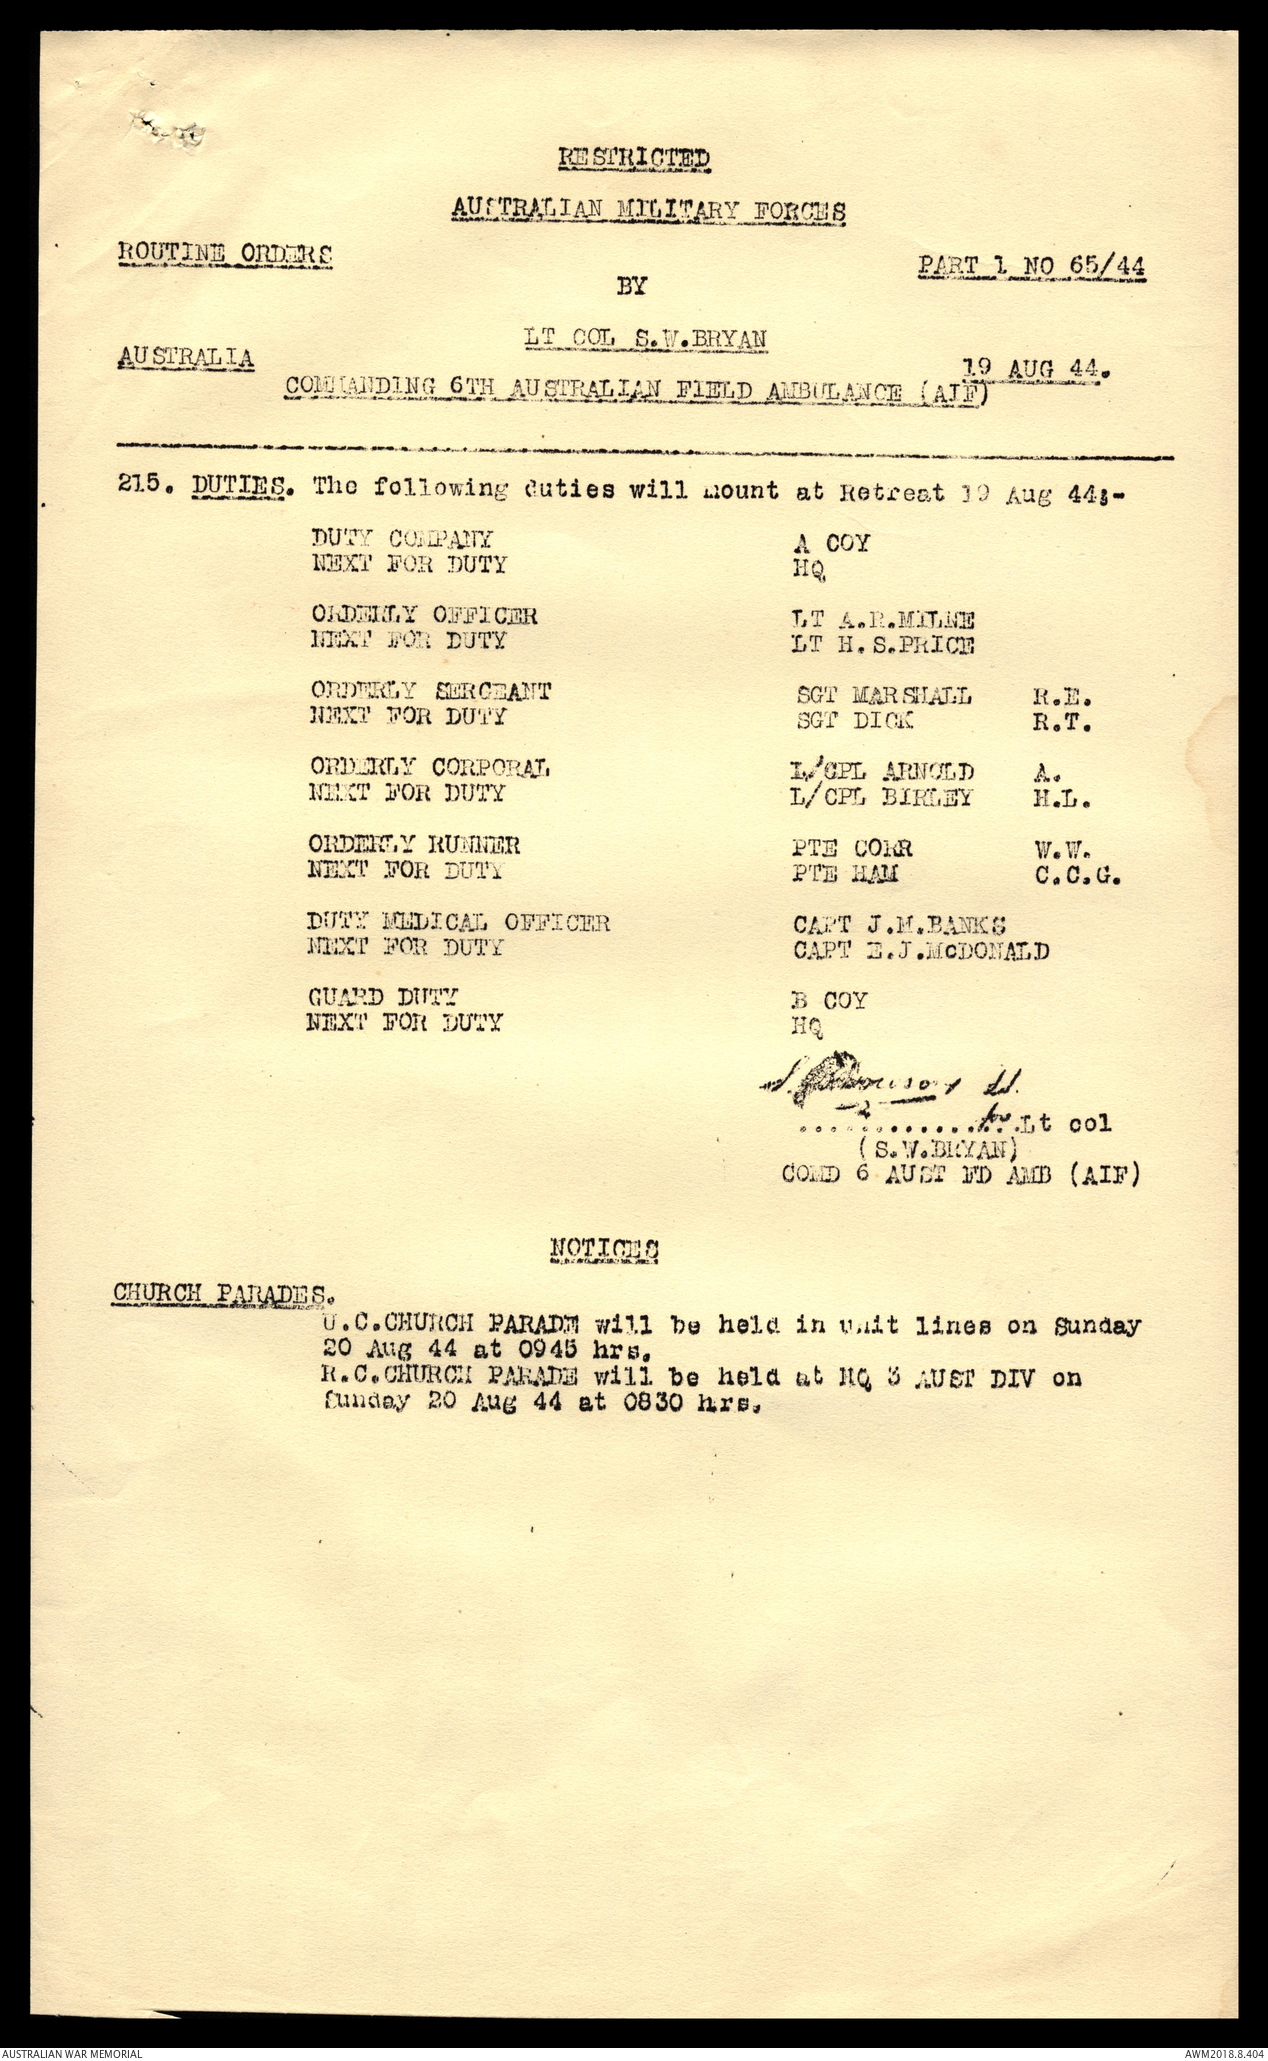 RESTRICTED
AUSTRALIAN MILITARY FORCES
ROUTINE ORDERS
PART 1 NO 65/44
BY
LT COL S.W.BRYAN
AUSTRALIA
19 AUG 44.
COMMANDING 6TH AUSTRALIAN FIELD AMBULANCE (AIF)
215. DUTIES. The following duties will mount at Retreat 19 Aug 44:-
DUTY COMPANY A COY
NEXT FOR DUTY HQ
ORDERLY OFFICER LT A.R.MILNE
NEXT FOR DUTY LT H.S.PRICE
ORDERLY SERGEANT SGT MARSHALL R.E.
NEXT FOR DUTY SGT DICK R.T.
ORDERLY CORPORAL L/CPL ARNOLD A.
NEXT FOR DUTY L/CPL BIRLEY H.L.
ORDERLY RUNNER PTE CORR W.W.
NEXT FOR DUTY PTE HAM C.C.G.
DUTY MEDICAL OFFICER CAPT J.M.BANKS
NEXT FOR DUTY CAPT E.J.McDONALD
GUARD DUTY B COY
NEXT FOR DUTY HQ
Lt.
for Lt col
(S.W.BRYAN)
COMD 6 AUST FD AMB (AIF)
NOTICES
CHURCH PARADES.
U.C.CHURCH PARADE will be held in unit lines on Sunday
20 Aug 44 at 0945 hrs.
R.C.CHURCH PARADE will be held at HQ 3 AUST DIV on
Sunday 20 Aug 44 at 0830 hrs.
AUSTRALIAN WAR MEMORIAL
AWM2018.8.404